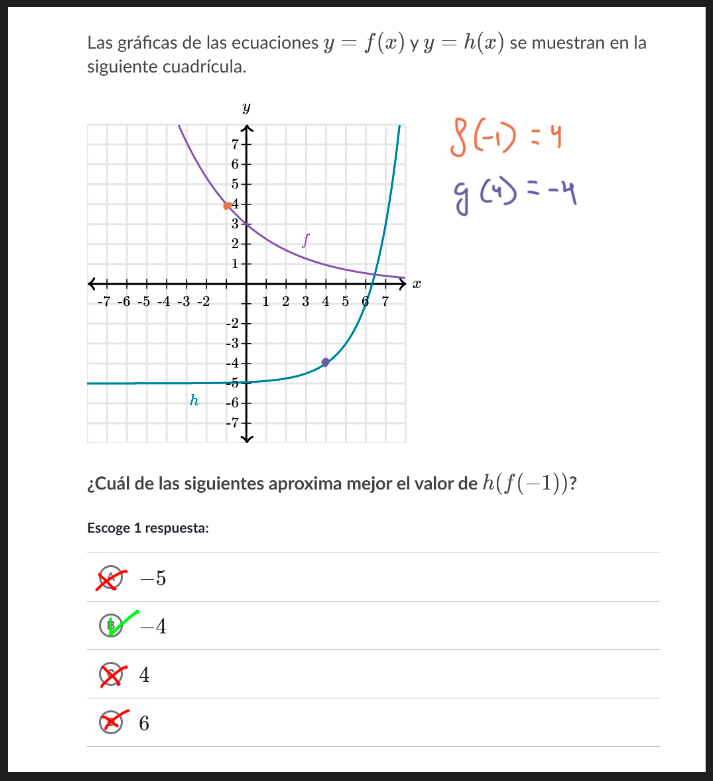 Las gráficas de las ecuaciones y = f(x) y y = h(x) se muestran en la
siguiente cuadrícula.
y
f(-1) = 4
g(4) = -4
7
6
5
4
3
f
2
1
x
-7 -6 -5 -4 -3 -2 1 2 3 4 5 6 7
-2
-3
-4
-5
h
-6
-7
¿Cuál de las siguientes aproxima mejor el valor de h(f(−1))?
Escoge 1 respuesta:
A −5
B −4
4
6